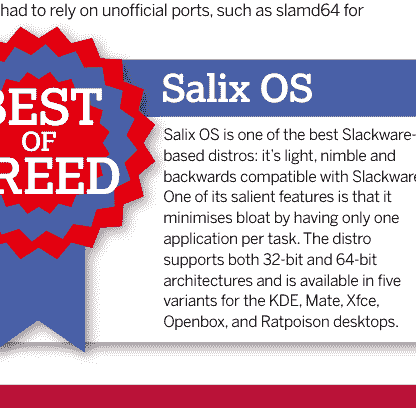 had to rely on unofficial ports, such as slamd64 for
BEST
OF
BREED
Salix OS
Salix OS is one of the best Slackware-
based distros: it's light, nimble and
backwards compatible with Slackware
One of its salient features is that it
minimises bloat by having only one
application per task. The distro
supports both 32-bit and 64-bit
architectures and is available in five
variants for the KDE, Mate, Xfce,
Openbox, and Ratpoison desktops.